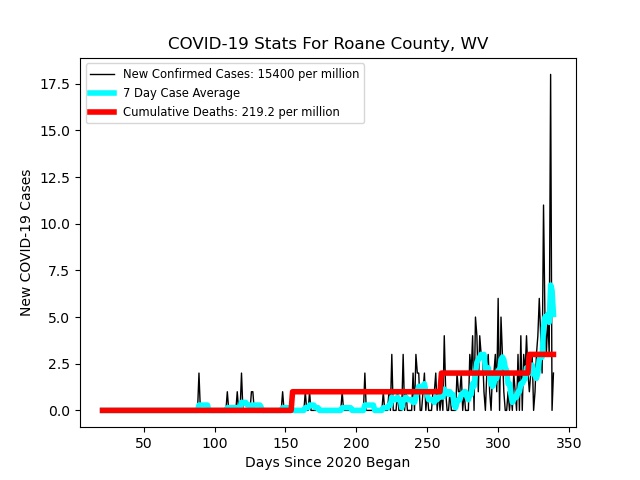 COVID-19 Stats For Roane County, WV
New Confirmed Cases: 15400 per million
7 Day Case Average
Cumulative Deaths: 219.2 per million
New COVID-19 Cases
17.5
15.0
12.5
10.0
7.5
5.0
2.5
0.0
50 100 150 200 250 300 350
Days Since 2020 Began